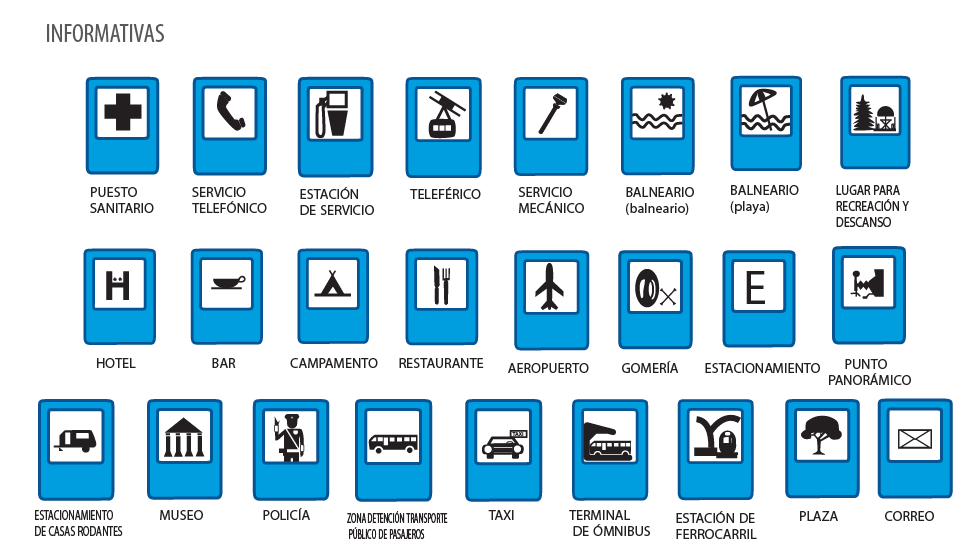 INFORMATIVAS
PUESTO
SANITARIO
SERVICIO
TELEFÓNICO
ESTACIÓN
DE SERVICIO
TELEFÉRICO
SERVICIO
MECÁNICO
BALNEARIO
(balneario)
BALNEARIO
(playa)
LUGAR PARA
RECREACIÓN Y
DESCANSO
H
E
HOTEL
BAR
CAMPAMENTO
RESTAURANTE
AEROPUERTO
GOMERÍA
ESTACIONAMIENTO
PUNTO
PANORÁMICO
TAXI
ESTACIONAMIENTO
DE CASAS RODANTES
MUSEO
POLICÍA
ZONA DETENCIÓN TRANSPORTE
PÚBLICO DE PASAJEROS
TAXI
TERMINAL
DE ÓMNIBUS
ESTACIÓN DE
FERROCARRIL
PLAZA
CORREO